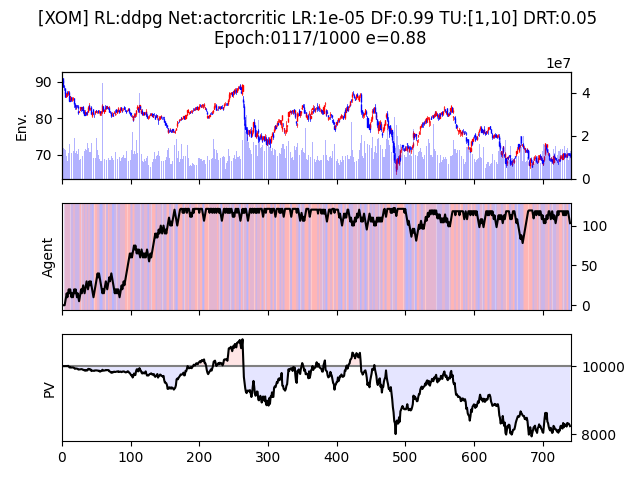 [XOM] RL:ddpg Net:actorcritic LR:1e-05 DF:0.99 TU:[1,10] DRT:0.05
Epoch:0117/1000 e=0.88
1e7
90
80
70
Env.
4
2
0
Agent
100
50
0
PV
10000
8000
0 100 200 300 400 500 600 700